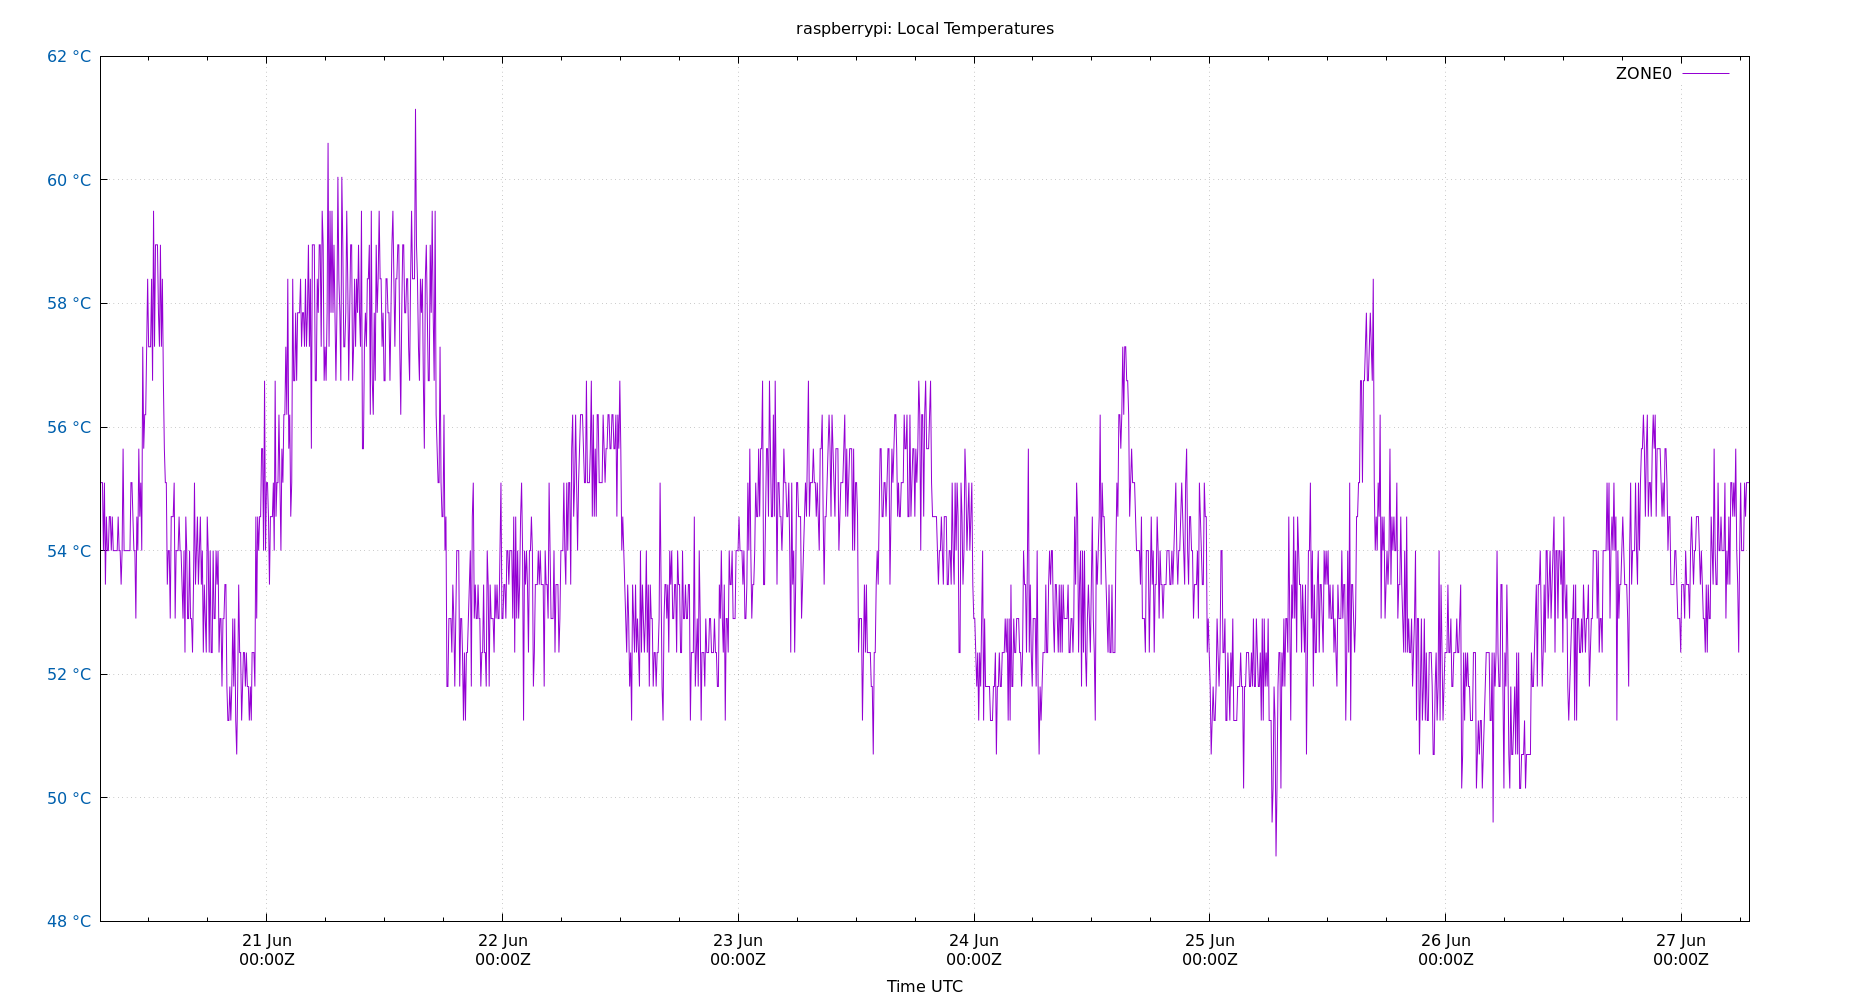 raspberrypi: Local Temperatures
62 °C
ZONE0
60 °C
58 °C
56 °C
54 °C
52 °C
50 °C
48 °C
21 Jun 22 Jun 23 Jun 24 Jun 25 Jun 26 Jun 27 Jun
00:00Z 00:00Z 00:00Z 00:00Z 00:00Z 00:00Z 00:00Z
Time UTC